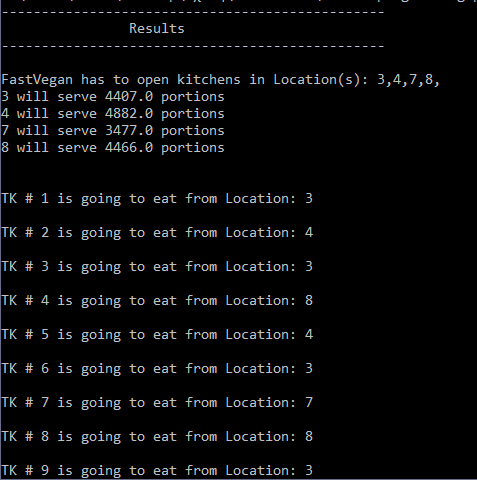 ------------------------------------------------
Results
------------------------------------------------
FastVegan has to open kitchens in Location(s): 3,4,7,8,
3 will serve 4407.0 portions
4 will serve 4882.0 portions
7 will serve 3477.0 portions
8 will serve 4466.0 portions
TK # 1 is going to eat from Location: 3
TK # 2 is going to eat from Location: 4
TK # 3 is going to eat from Location: 3
TK # 4 is going to eat from Location: 8
TK # 5 is going to eat from Location: 4
TK # 6 is going to eat from Location: 3
TK # 7 is going to eat from Location: 7
TK # 8 is going to eat from Location: 8
TK # 9 is going to eat from Location: 3